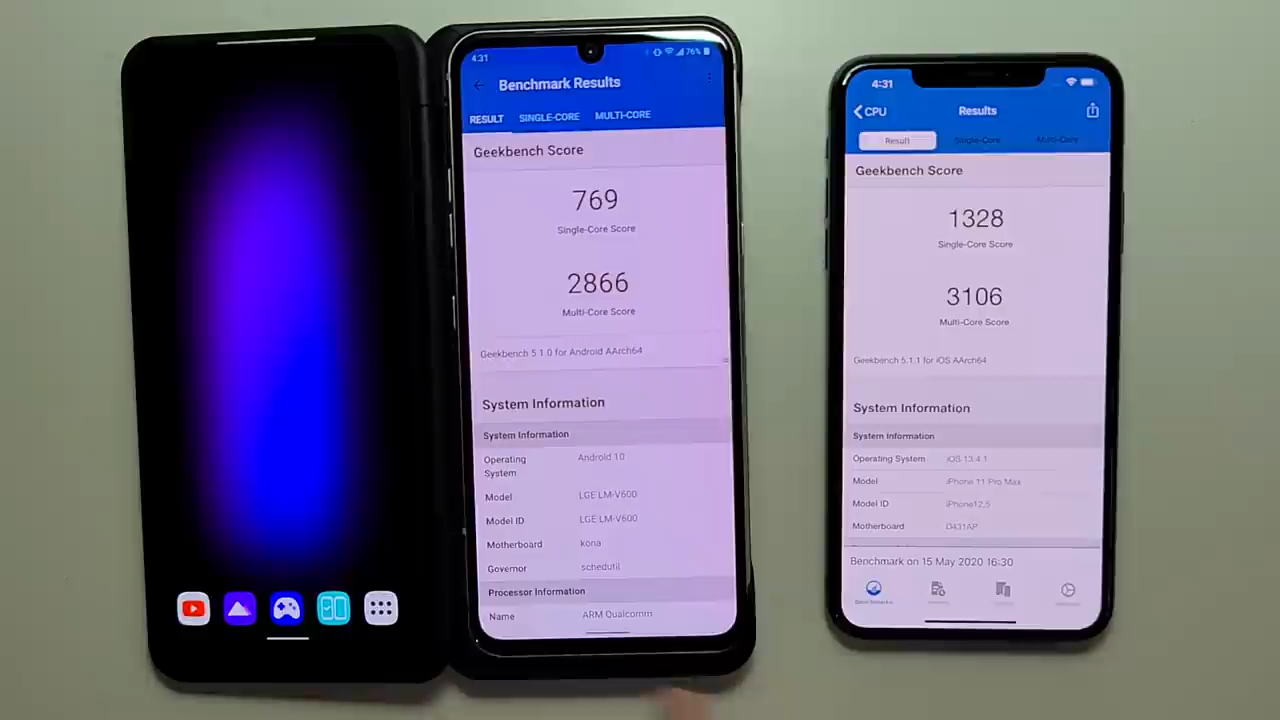 4:31
76%
Benchmark Results
RESULT SINGLE-CORE MULTI-CORE
Geekbench Score
769
Single-Core Score
2866
Multi-Core Score
Geekbench 5.1.0 for Android AArch64
System Information
System Information
Operating System Android 10
Model LGE LM-V600
Model ID LGE LM-V600
Motherboard kona
Governor schedutil
Processor Information
Name ARM Qualcomm
4:31
CPU Results
Result Single-Core Multi-Core
Geekbench Score
1328
Single-Core Score
3106
Multi-Core Score
Geekbench 5.1.1 for iOS AArch64
System Information
System Information
Operating System iOS 13.4.1
Model iPhone 11 Pro Max
Model ID iPhone12,5
Motherboard D431AP
Benchmark on 15 May 2020 16:30